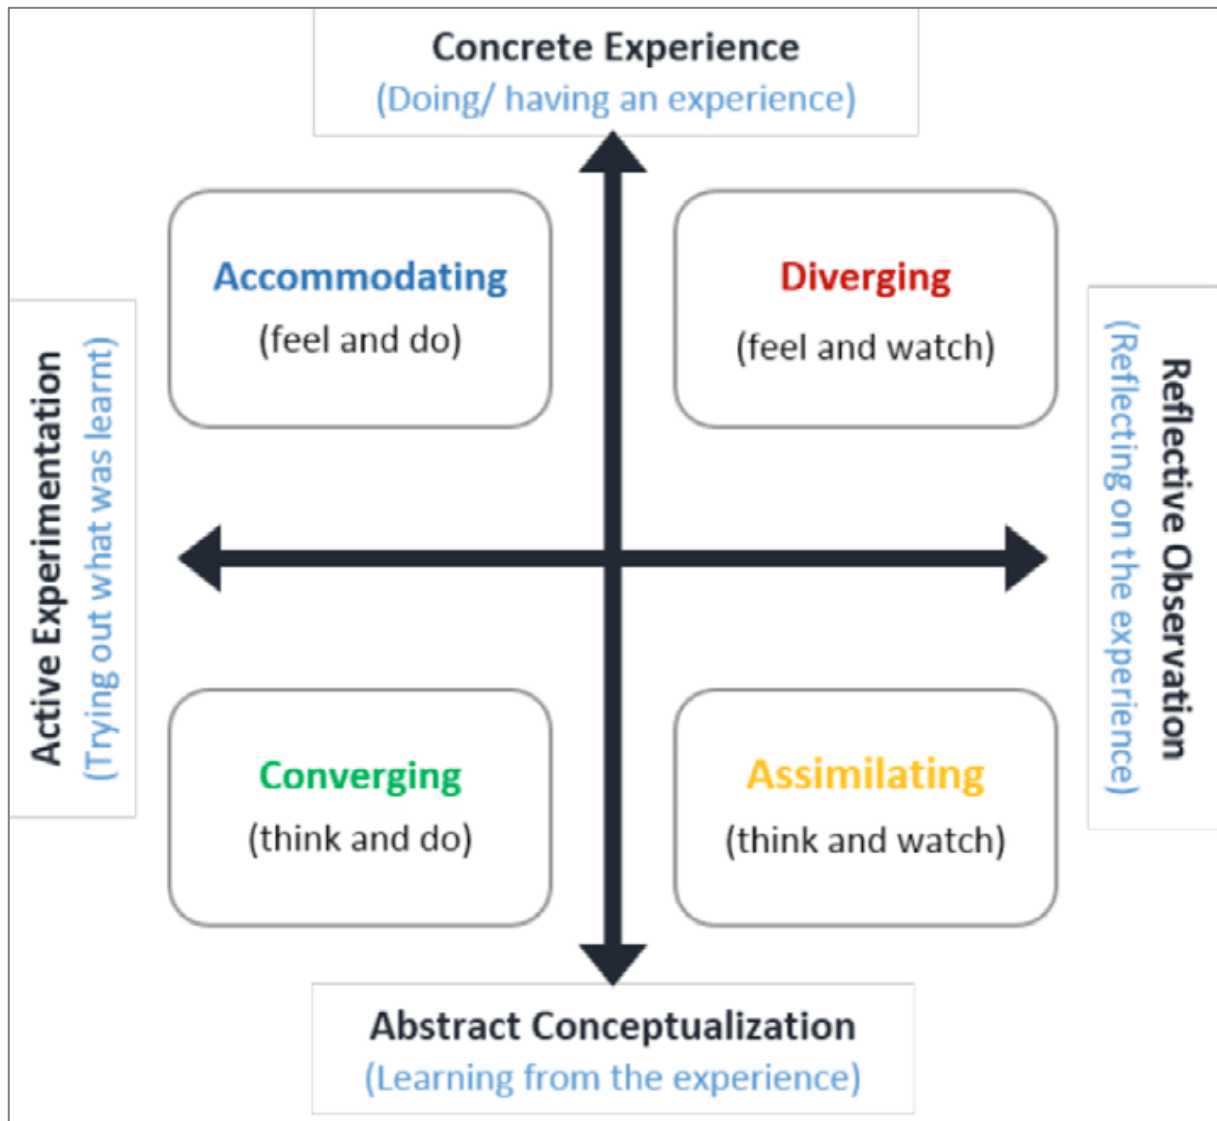 Concrete Experience
(Doing/ having an experience)
Accommodating
(feel and do)
Diverging
(feel and watch)
Active Experimentation
(Trying out what was learnt)
Reflective Observation
(Reflecting on the experience)
Converging
(think and do)
Assimilating
(think and watch)
Abstract Conceptualization
(Learning from the experience)